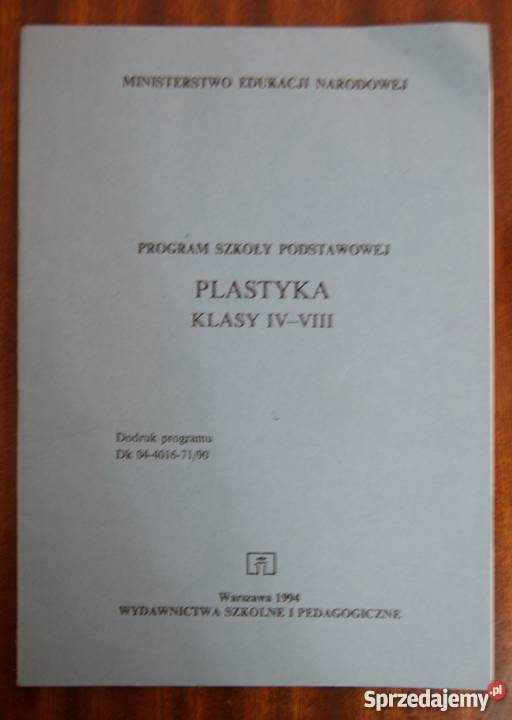 MINISTERSTWO EDUKACJI NARODOWEJ
PROGRAM SZKOŁY PODSTAWOWEJ
PLASTYKA
KLASY IV–VIII
Dodruk programu
Dk 04-4016-71/90
Warszawa 1994
WYDAWNICTWA SZKOLNE I PEDAGOGICZNE
Sprzedajemy.pl